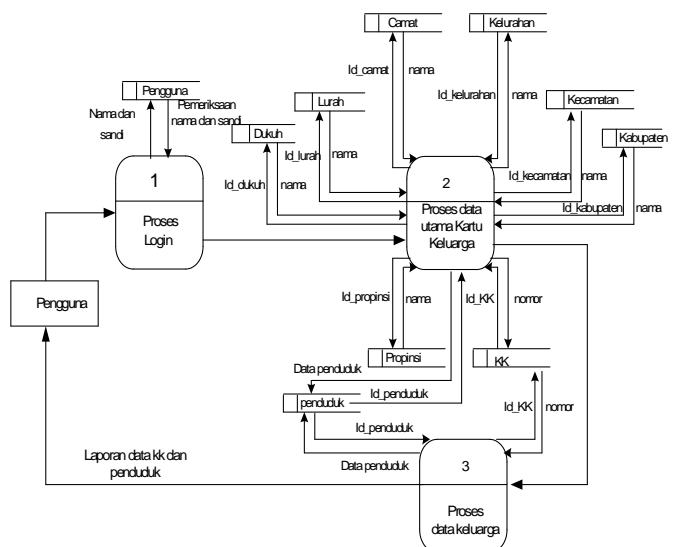 Camat
Kelurahan
Id_camat
nama
Id_kelurahan
nama
Pengguna
Lurah
Kecamatan
Nama dan
sandi
Pemeriksaan
nama dan sandi
Dukuh
Kabupaten
Id_lurah
nama
Id_dukuh
nama
1
Proses
Login
2
Proses data
utama Kartu
Keluarga
Id_kecamatan
nama
Id_kabupaten
nama
Pengguna
Id_propinsi
nama
Id_KK
nomor
Propinsi
KK
Data penduduk
penduduk
Id_penduduk
Id_KK
nomor
Id_penduduk
Laporan data kk dan
penduduk
Data penduduk
3
Proses
data keluarga